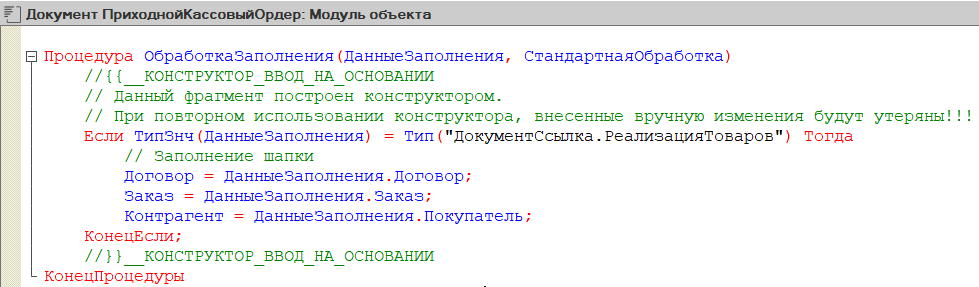 Документ ПриходнойКассовыйОрдер: Модуль объекта
Процедура ОбработкаЗаполнения(ДанныеЗаполнения, СтандартнаяОбработка)
//{{__КОНСТРУКТОР_ВВОД_НА_ОСНОВАНИИ
// Данный фрагмент построен конструктором.
// При повторном использовании конструктора, внесенные вручную изменения будут утеряны!!!
Если ТипЗнч(ДанныеЗаполнения) = Тип("ДокументСсылка.РеализацияТоваров") Тогда
// Заполнение шапки
Договор = ДанныеЗаполнения.Договор;
Заказ = ДанныеЗаполнения.Заказ;
Контрагент = ДанныеЗаполнения.Покупатель;
КонецЕсли;
//}}__КОНСТРУКТОР_ВВОД_НА_ОСНОВАНИИ
КонецПроцедуры